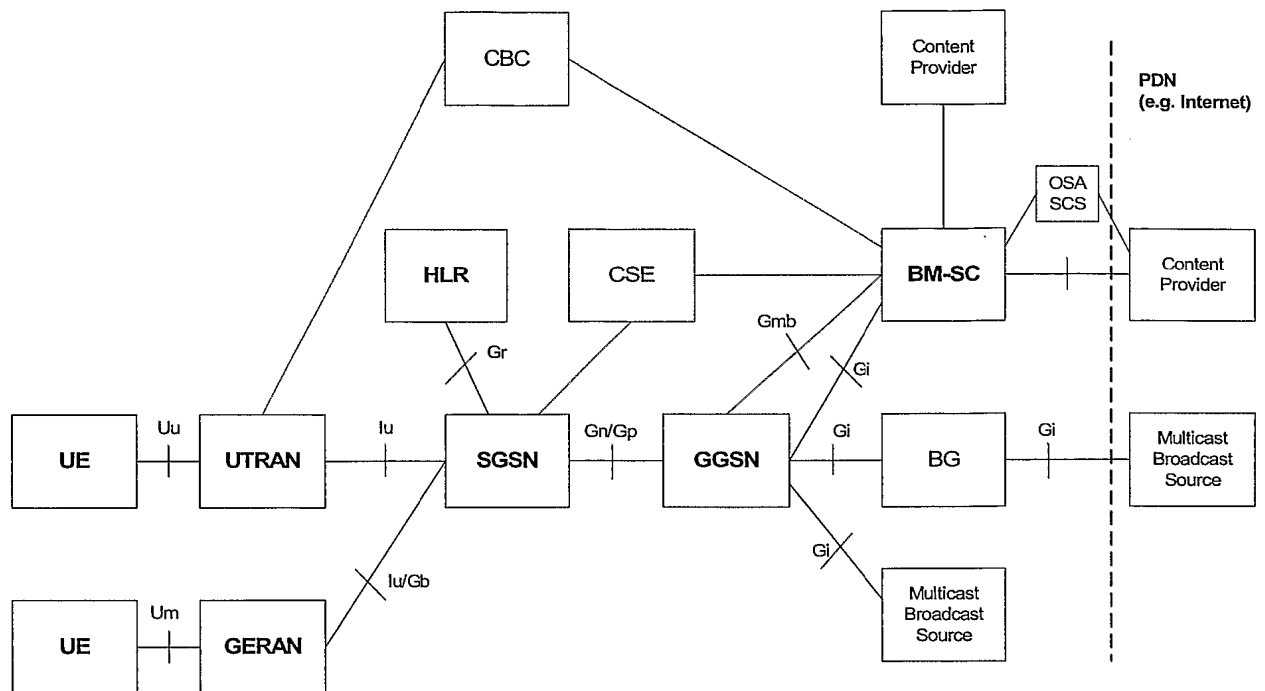 CBC
Content
Provider
PDN
(e.g. Internet)
OSA
SCS
HLR
CSE
BM-SC
Content
Provider
Gmb
Gr
Gi
Uu
Iu
Gn/Gp
Gi
Gi
UE
UTRAN
SGSN
GGSN
BG
Multicast
Broadcast
Source
Gi
Iu/Gb
Um
UE
GERAN
Multicast
Broadcast
Source